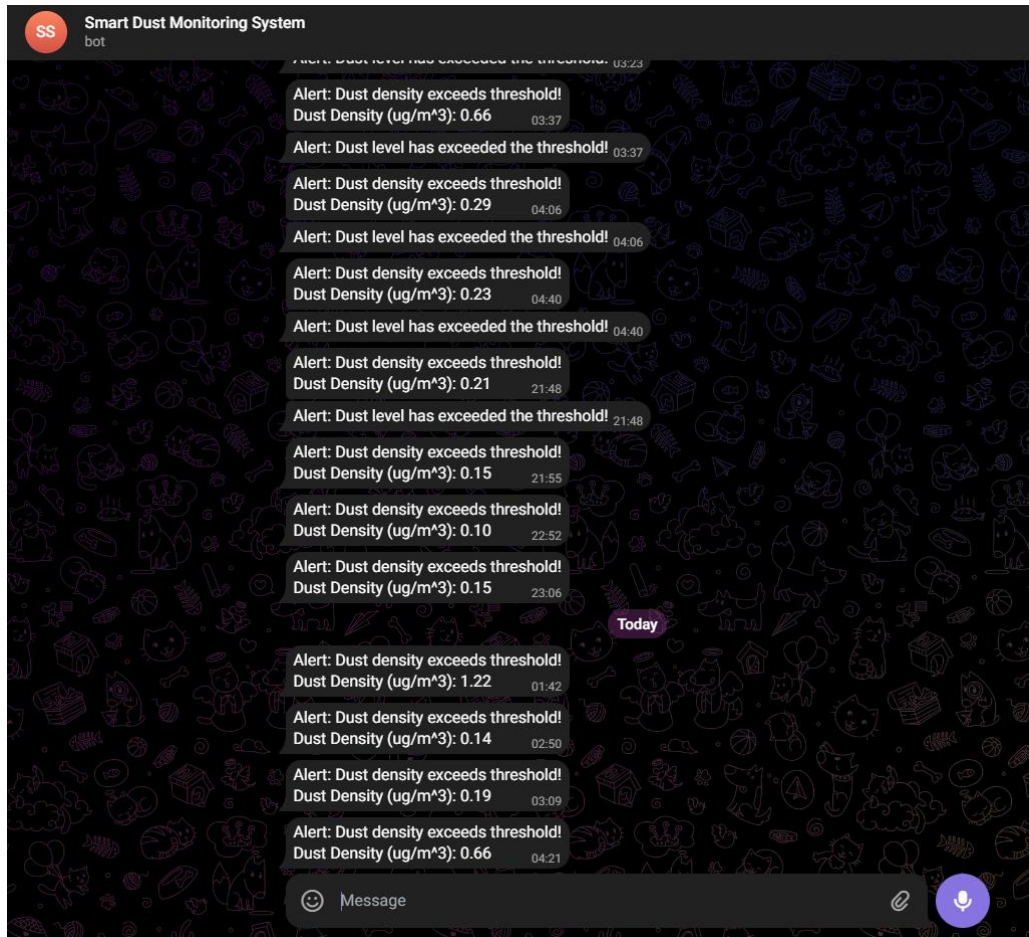 SS
Smart Dust Monitoring System
bot
Alert: Dust level has exceeded the threshold! 03:23
Alert: Dust density exceeds threshold!
Dust Density (ug/m^3): 0.66 03:37
Alert: Dust level has exceeded the threshold! 03:37
Alert: Dust density exceeds threshold!
Dust Density (ug/m^3): 0.29 04:06
Alert: Dust level has exceeded the threshold! 04:06
Alert: Dust density exceeds threshold!
Dust Density (ug/m^3): 0.23 04:40
Alert: Dust level has exceeded the threshold! 04:40
Alert: Dust density exceeds threshold!
Dust Density (ug/m^3): 0.21 21:48
Alert: Dust level has exceeded the threshold! 21:48
Alert: Dust density exceeds threshold!
Dust Density (ug/m^3): 0.15 21:55
Alert: Dust density exceeds threshold!
Dust Density (ug/m^3): 0.10 22:52
Alert: Dust density exceeds threshold!
Dust Density (ug/m^3): 0.15 23:06
Today
Alert: Dust density exceeds threshold!
Dust Density (ug/m^3): 1.22 01:42
Alert: Dust density exceeds threshold!
Dust Density (ug/m^3): 0.14 02:50
Alert: Dust density exceeds threshold!
Dust Density (ug/m^3): 0.19 03:09
Alert: Dust density exceeds threshold!
Dust Density (ug/m^3): 0.66 04:21
Message